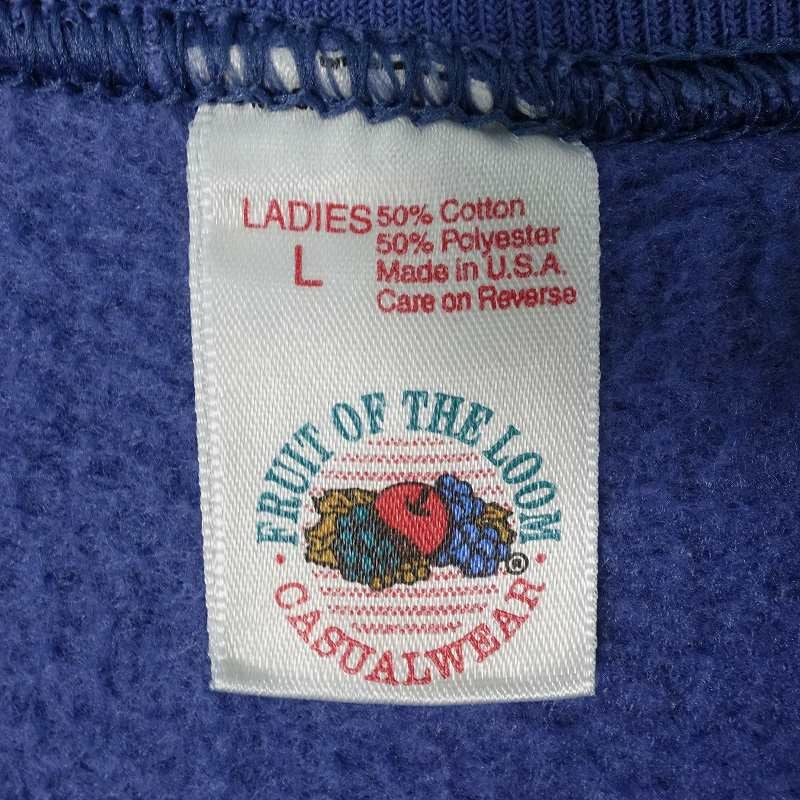 LADIES
L
50% Cotton
50% Polyester
Made in U.S.A.
Care on Reverse
FRUIT OF THE LOOM
®
· CASUALWEAR ·